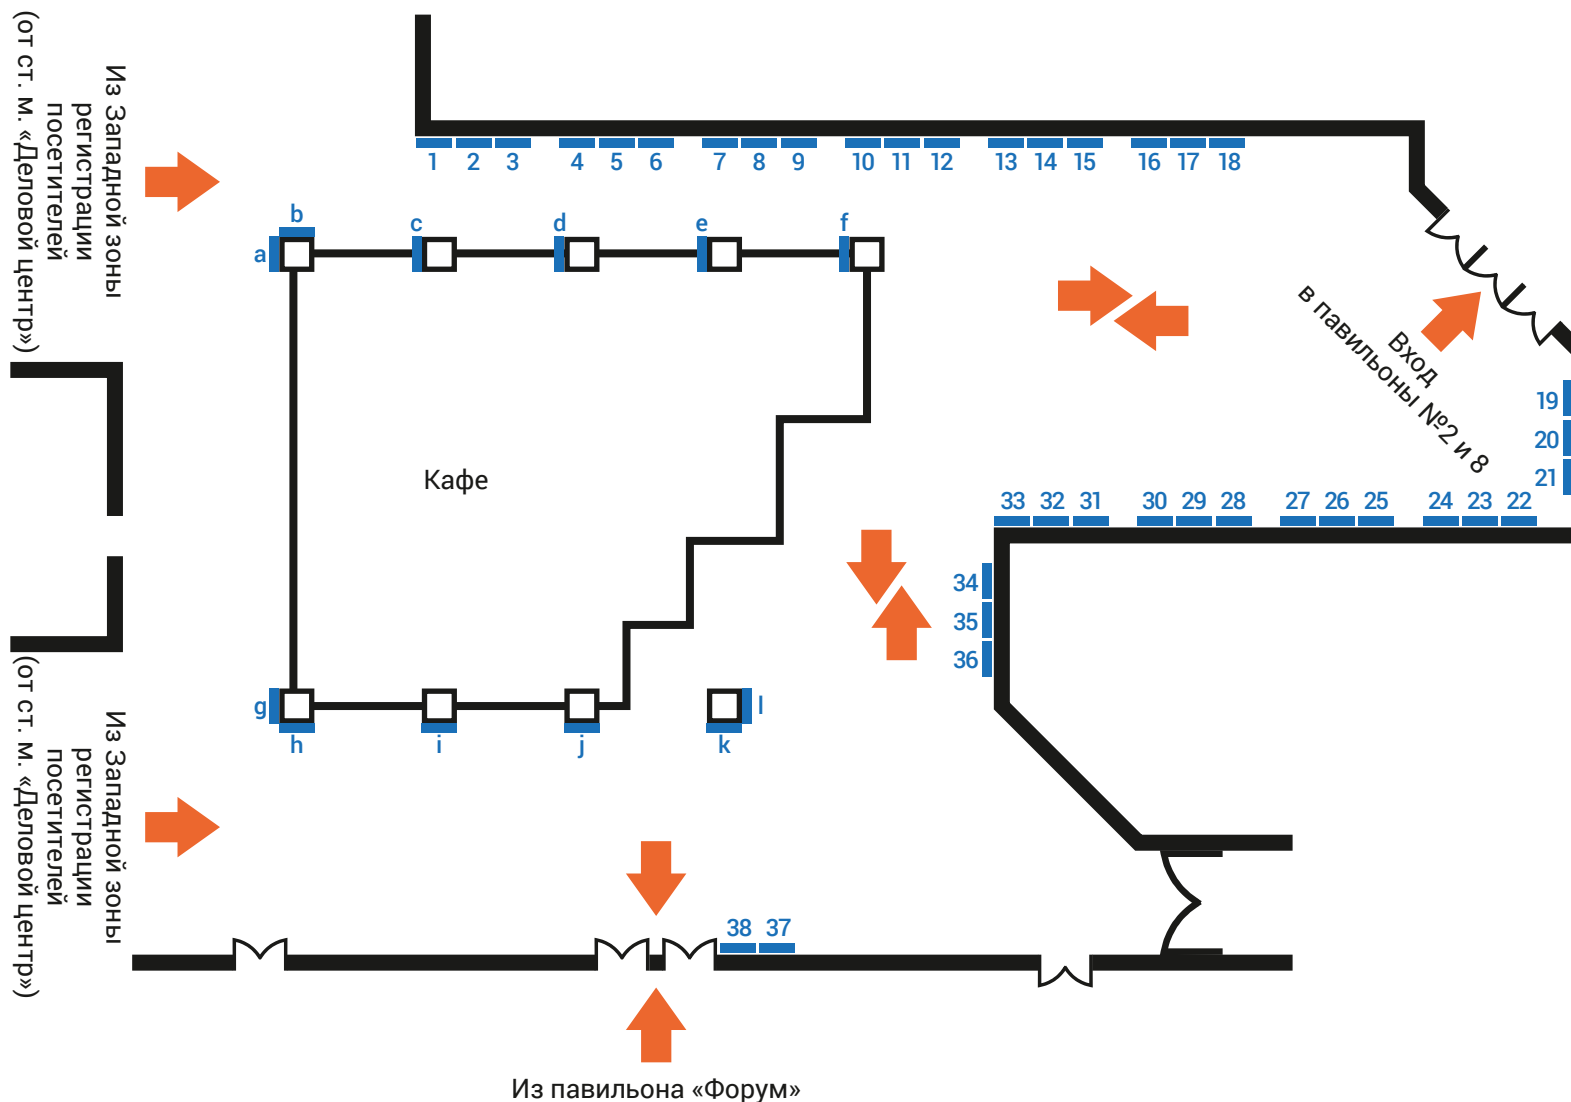 Из Западной зоны
регистрации
посетителей
(от ст. м. «Деловой центр»)
1 2 3 4 5 6 7 8 9 10 11 12 13 14 15 16 17 18
b c d e f
a
Вход
в павильоны №2 и 8
19
20
21
Кафе
33 32 31 30 29 28 27 26 25 24 23 22
34
35
36
g l
h i j k
Из Западной зоны
регистрации
посетителей
(от ст. м. «Деловой центр»)
38 37
Из павильона «Форум»